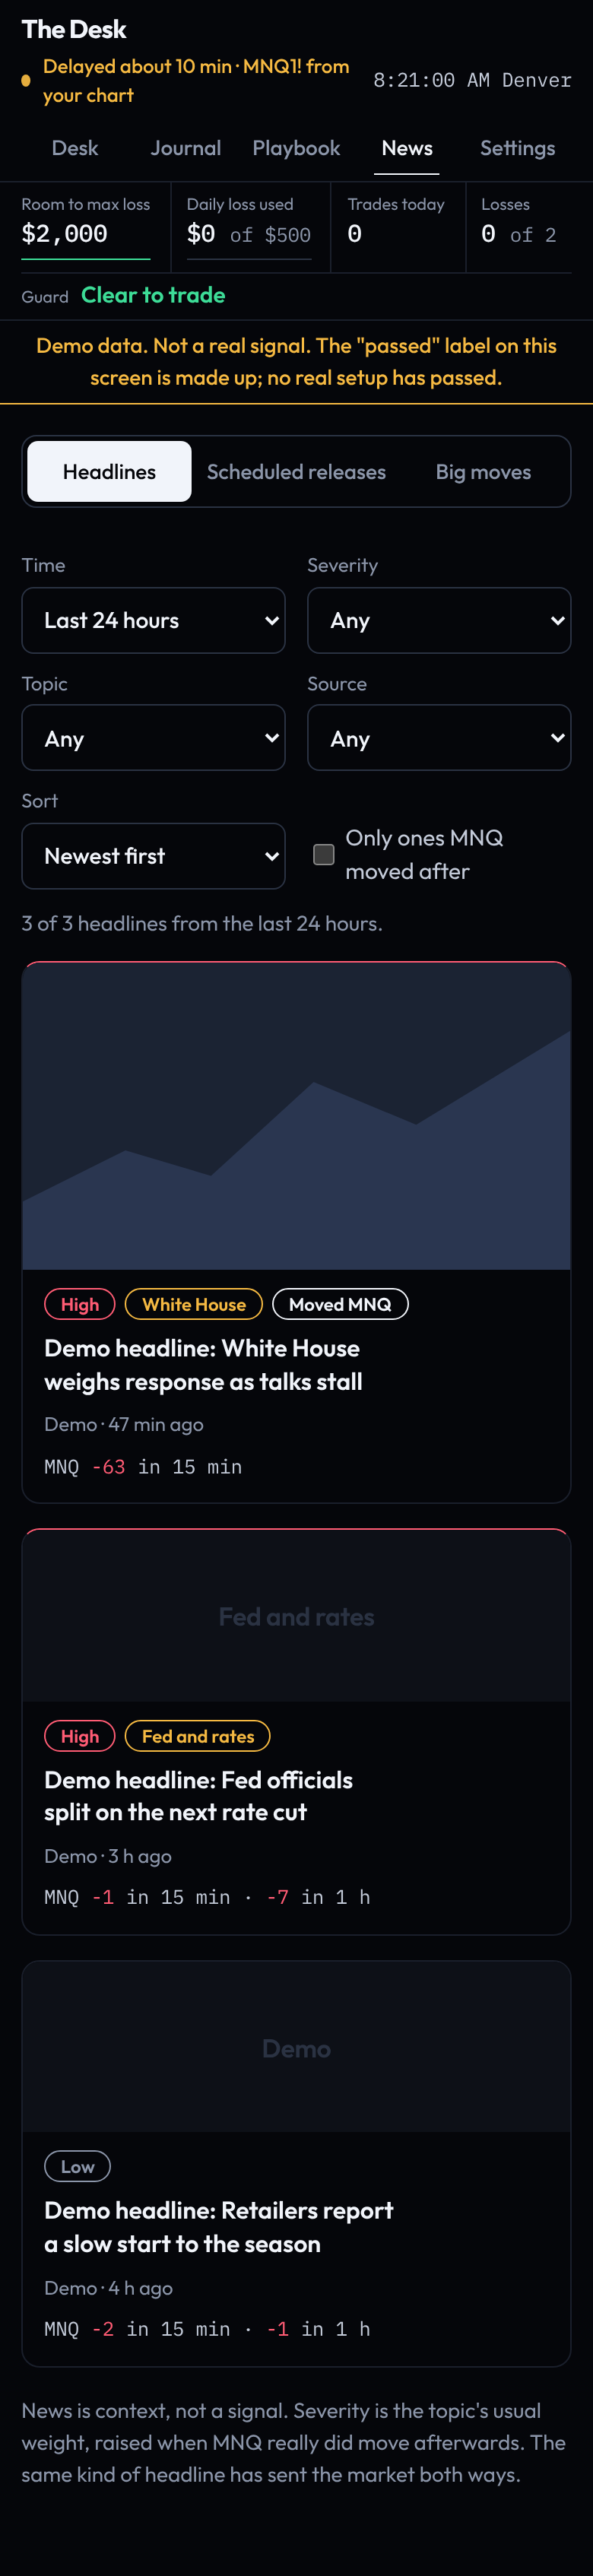 The Desk
Delayed about 10 min · MNQ1! from
your chart
8:21:00 AM Denver
Desk
Journal
Playbook
News
Settings
Room to max loss
$2,000
Daily loss used
$0 of $500
Trades today
0
Losses
0 of 2
Guard Clear to trade
Demo data. Not a real signal. The "passed" label on this
screen is made up; no real setup has passed.
Headlines
Scheduled releases
Big moves
Time
Last 24 hours
Severity
Any
Topic
Any
Source
Any
Sort
Newest first
Only ones MNQ
moved after
3 of 3 headlines from the last 24 hours.
High
White House
Moved MNQ
Demo headline: White House
weighs response as talks stall
Demo · 47 min ago
MNQ -63 in 15 min
Fed and rates
High
Fed and rates
Demo headline: Fed officials
split on the next rate cut
Demo · 3 h ago
MNQ -1 in 15 min · -7 in 1 h
Demo
Low
Demo headline: Retailers report
a slow start to the season
Demo · 4 h ago
MNQ -2 in 15 min · -1 in 1 h
News is context, not a signal. Severity is the topic's usual
weight, raised when MNQ really did move afterwards. The
same kind of headline has sent the market both ways.